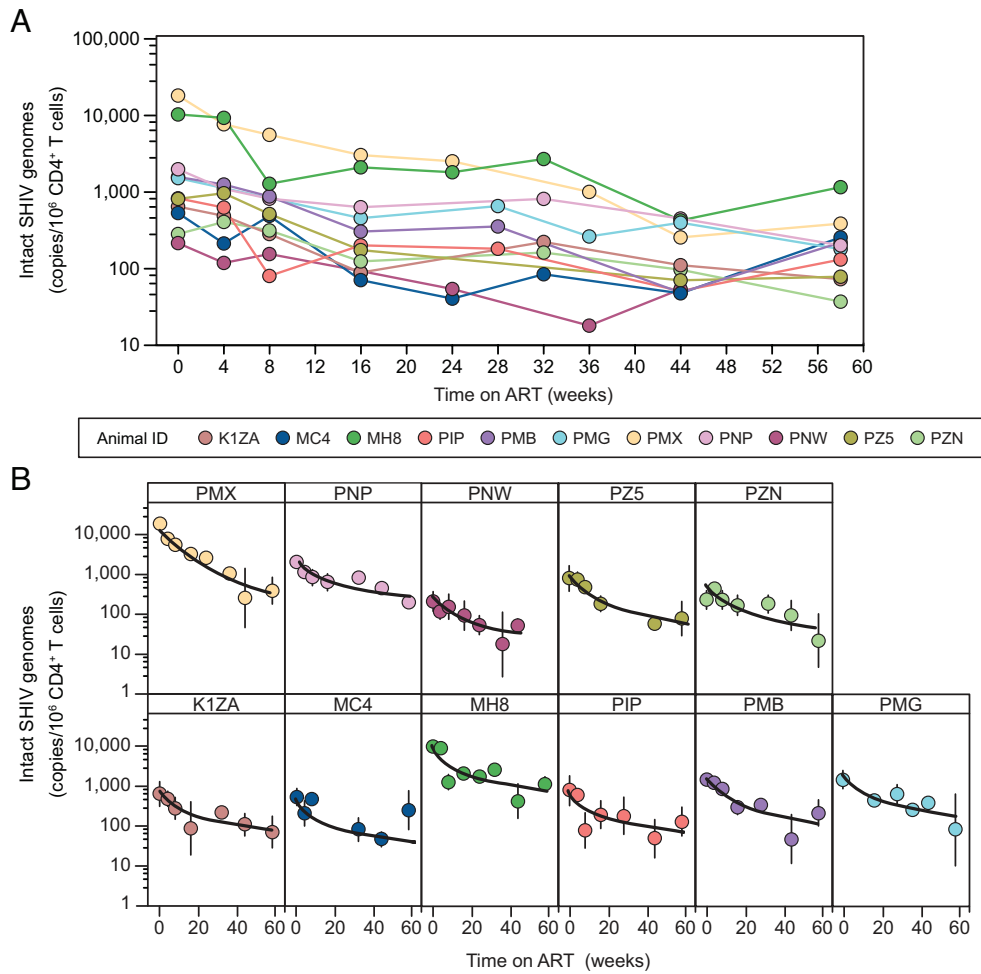 A
100,000
10,000
1,000
100
10
Intact SHIV genomes
(copies/10⁶ CD4⁺ T cells)
0 4 8 12 16 20 24 28 32 36 40 44 48 52 56 60
Time on ART (weeks)
Animal ID K1ZA MC4 MH8 PIP PMB PMG PMX PNP PNW PZ5 PZN
B
PMX PNP PNW PZ5 PZN
10,000
1,000
100
10
1
K1ZA MC4 MH8 PIP PMB PMG
10,000
1,000
100
10
1
Intact SHIV genomes
(copies/10⁶ CD4⁺ T cells)
0 20 40 60 0 20 40 60 0 20 40 60 0 20 40 60 0 20 40 60 0 20 40 60
Time on ART (weeks)